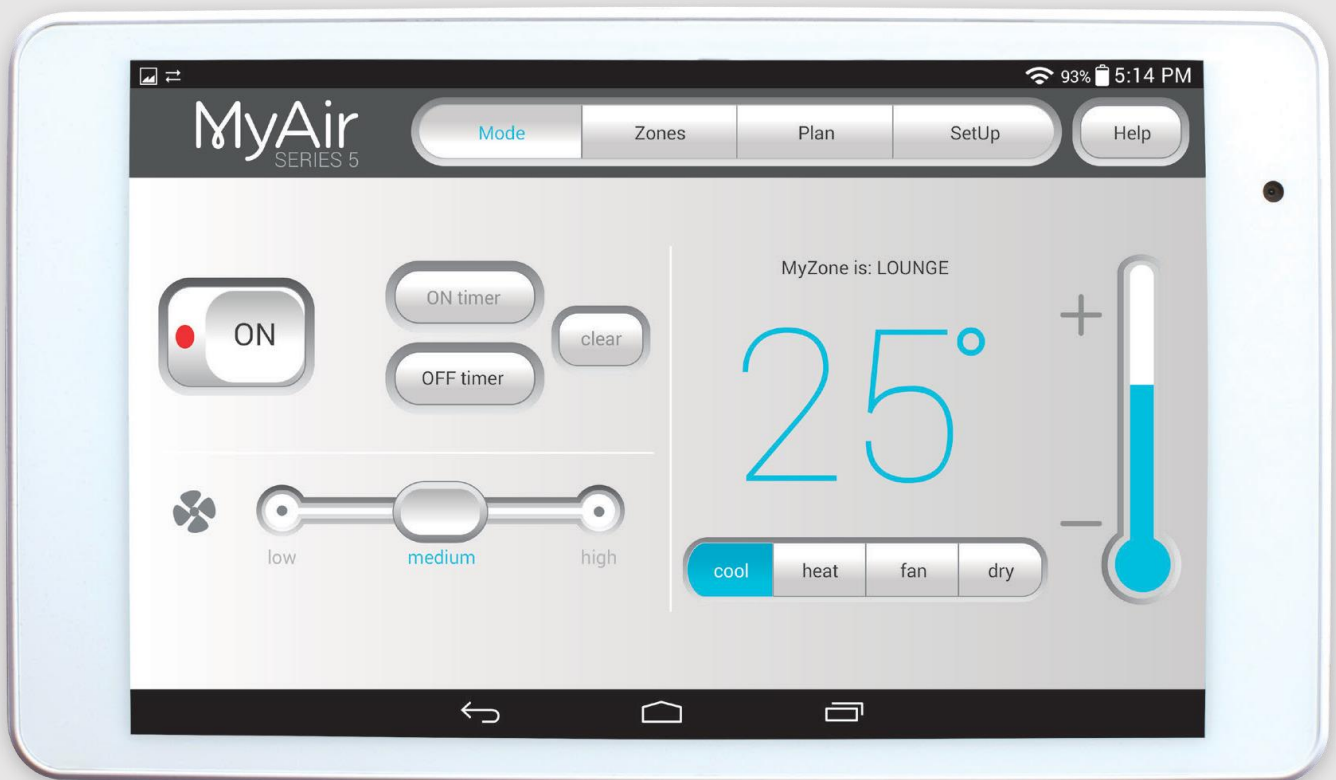 93% 5:14 PM
MyAir
SERIES 5
Mode
Zones
Plan
SetUp
Help
ON
ON timer
OFF timer
clear
low
medium
high
MyZone is: LOUNGE
25°
cool
heat
fan
dry